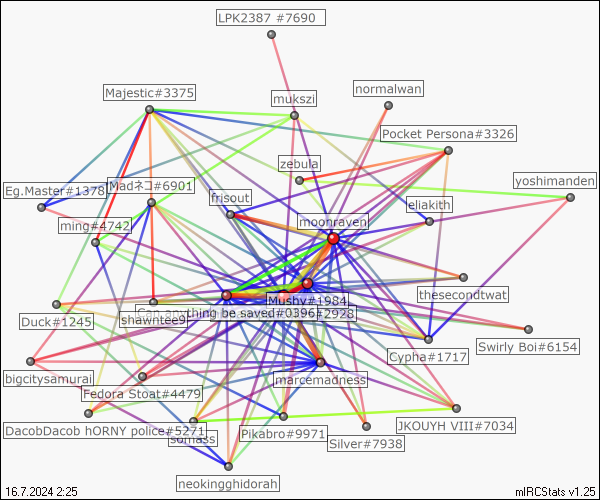 LPK2387 #7690
normalwan
Majestic#3375
mukszi
Pocket Persona#3326
zebula
yoshimanden
Eg.Master#1378
Madネコ#6901
frisout
eliakith
ming#4742
moonraven
thesecondtwat
Mushy#1984
Can anything be saved#0396
#2928
Duck#1245
shawntee9
Swirly Boi#6154
Cypha#1717
bigcitysamurai
marcemadness
Fedora Stoat#4479
DacobDacob hORNY police#5271
somass
Pikabro#9971
JKOUYH VIII#7034
Silver#7938
neokingghidorah
16.7.2024 2:25
mIRCStats v1.25